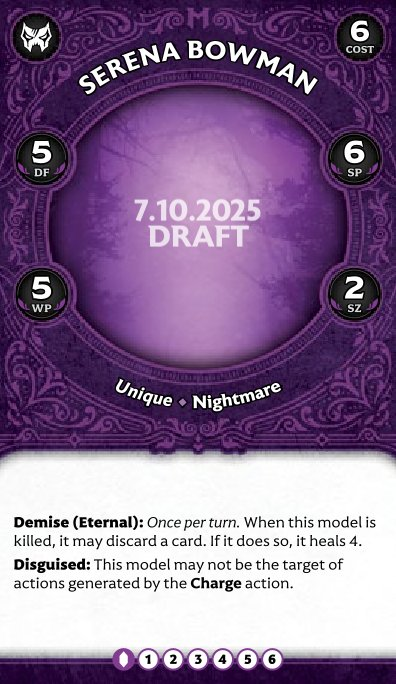 6
COST
SERENA BOWMAN
5
DF
6
SP
7.10.2025
DRAFT
5
WP
2
SZ
Unique ◆ Nightmare
Demise (Eternal): Once per turn. When this model is
killed, it may discard a card. If it does so, it heals 4.
Disguised: This model may not be the target of
actions generated by the Charge action.
1 2 3 4 5 6